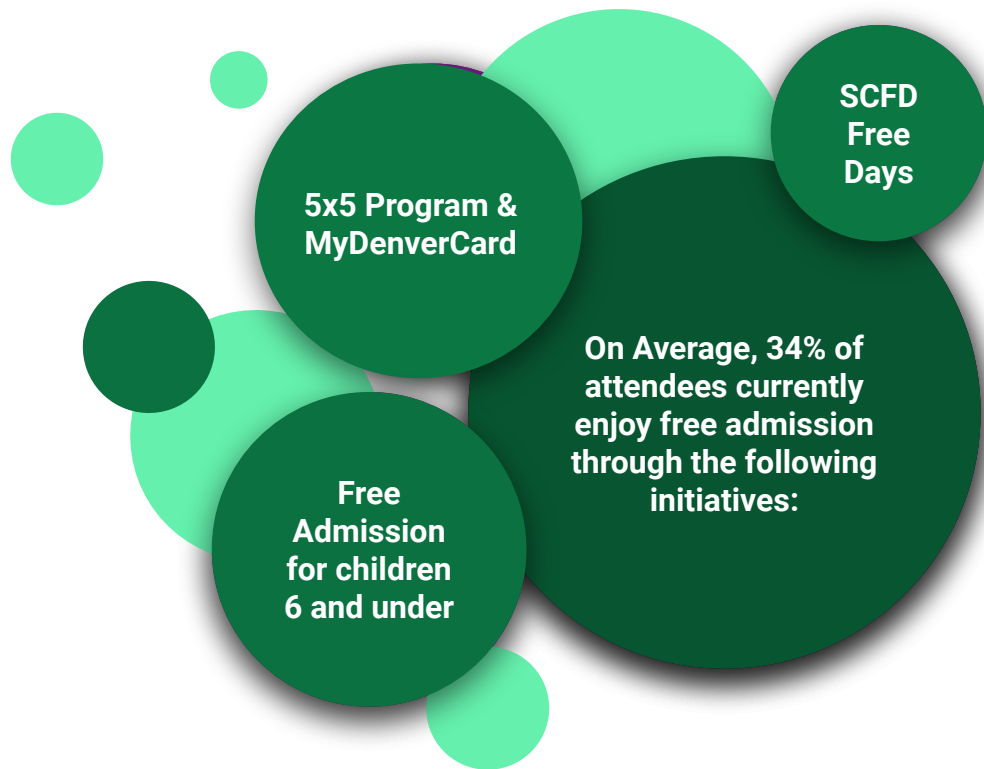 On Average, 34% of
attendees currently
enjoy free admission
through the following
initiatives:
SCFD
Free
Days
5x5 Program &
MyDenverCard
Free
Admission
for children
6 and under